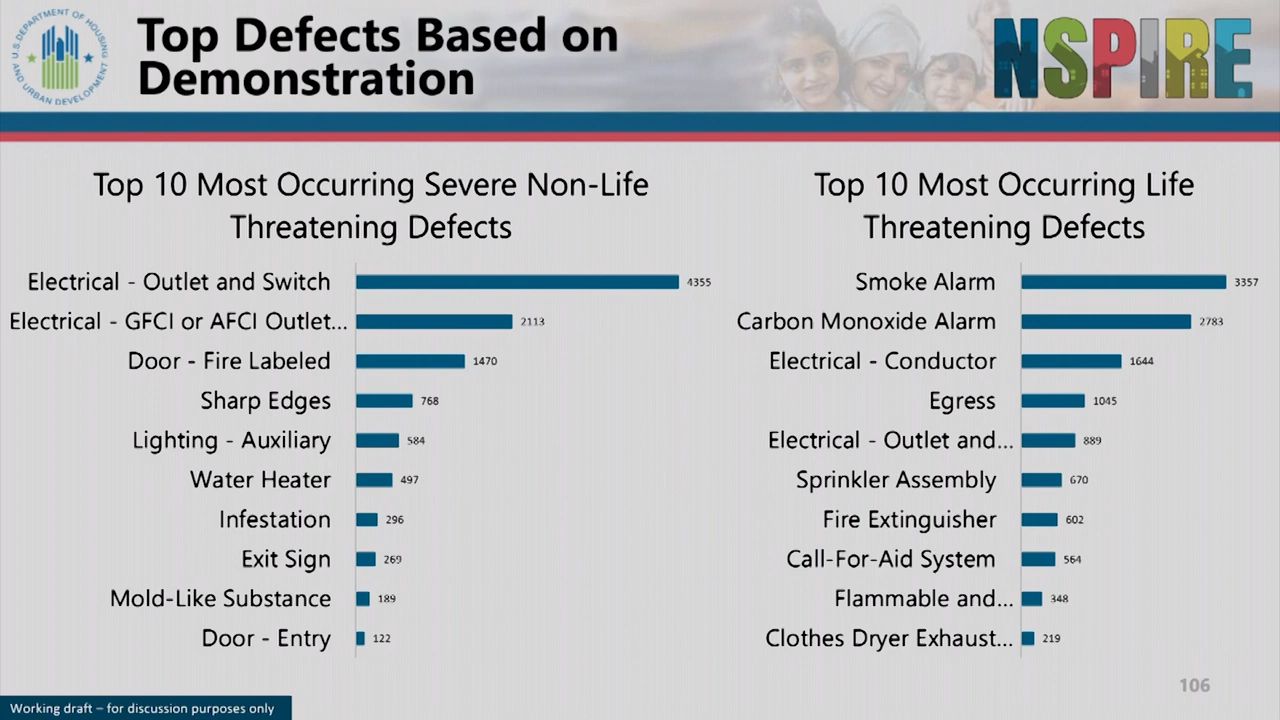 U.S. DEPARTMENT OF HOUSING AND URBAN DEVELOPMENT
Top Defects Based on
Demonstration
NSPIRE
Top 10 Most Occurring Severe Non-Life
Threatening Defects
Electrical - Outlet and Switch 4355
Electrical - GFCI or AFCI Outlet... 2113
Door - Fire Labeled 1470
Sharp Edges 768
Lighting - Auxiliary 584
Water Heater 497
Infestation 296
Exit Sign 269
Mold-Like Substance 189
Door - Entry 122
Top 10 Most Occurring Life
Threatening Defects
Smoke Alarm 3357
Carbon Monoxide Alarm 2783
Electrical - Conductor 1644
Egress 1045
Electrical - Outlet and... 889
Sprinkler Assembly 670
Fire Extinguisher 602
Call-For-Aid System 564
Flammable and... 348
Clothes Dryer Exhaust... 219
106
Working draft – for discussion purposes only